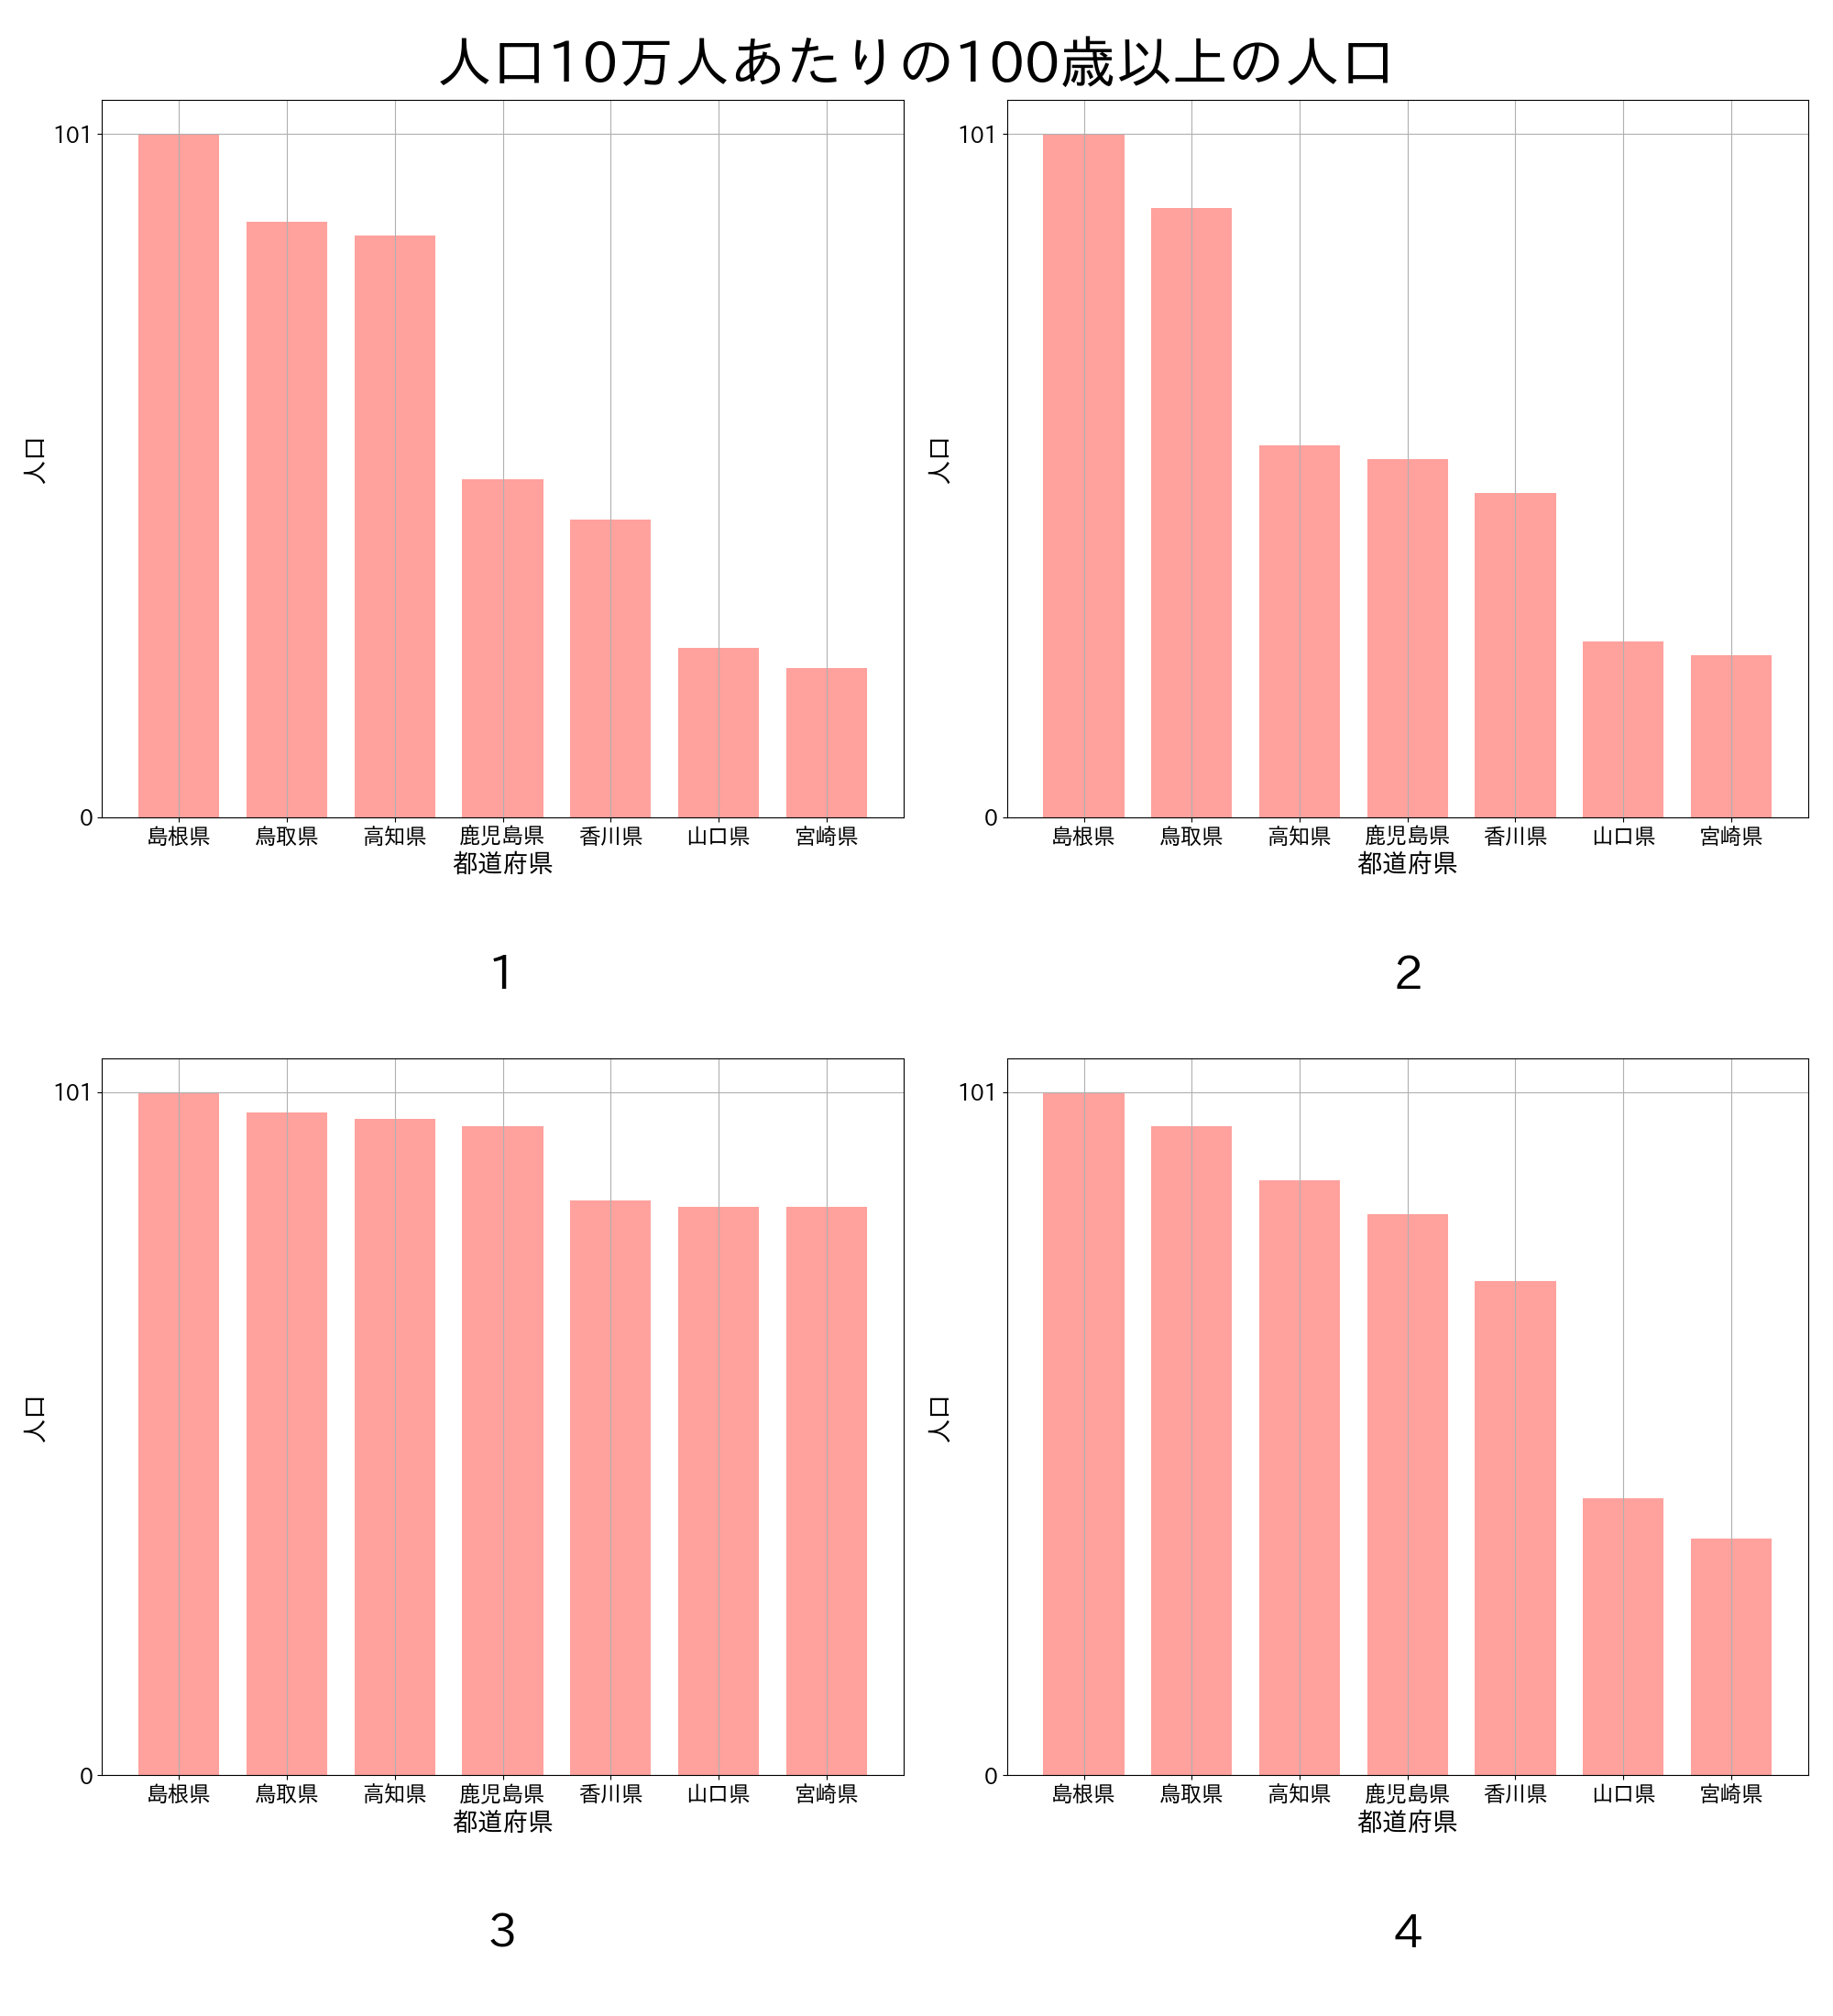 人口10万人あたりの100歳以上の人口
101
0
人口
島根県 鳥取県 高知県 鹿児島県 香川県 山口県 宮崎県
都道府県
1
101
0
人口
島根県 鳥取県 高知県 鹿児島県 香川県 山口県 宮崎県
都道府県
2
101
0
人口
島根県 鳥取県 高知県 鹿児島県 香川県 山口県 宮崎県
都道府県
3
101
0
人口
島根県 鳥取県 高知県 鹿児島県 香川県 山口県 宮崎県
都道府県
4